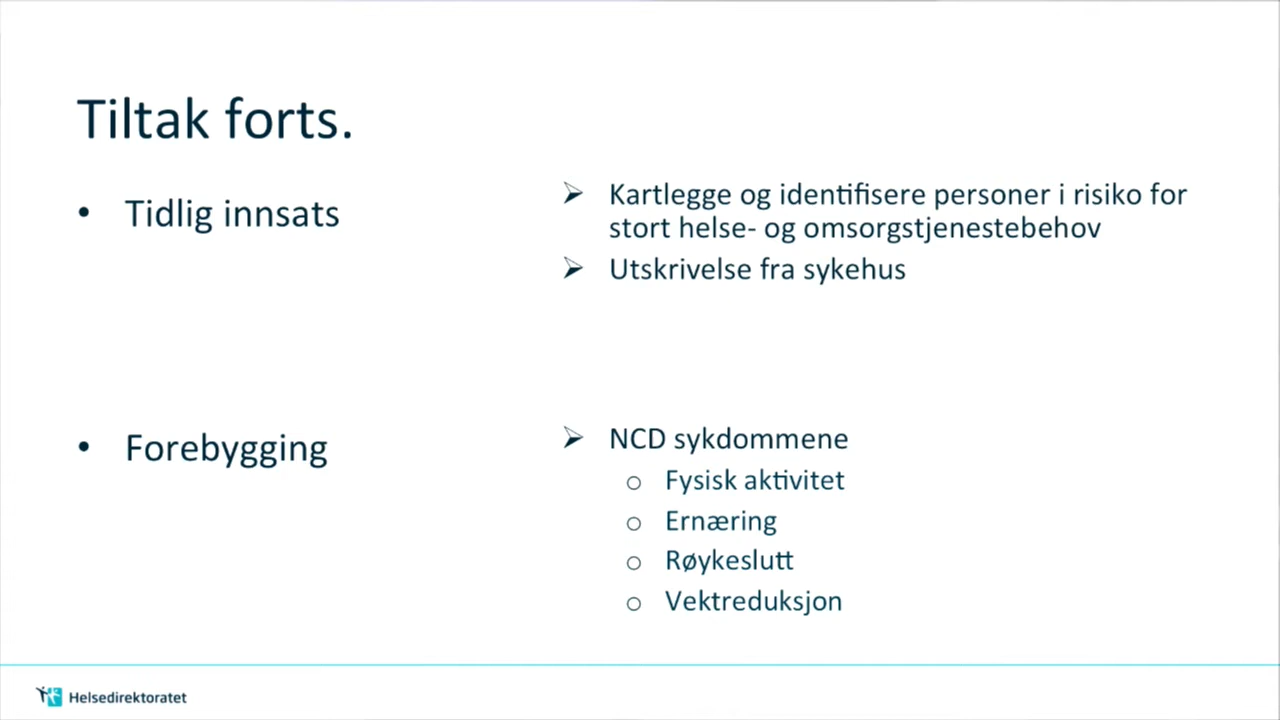 Tiltak forts.
• Tidlig innsats
➢ Kartlegge og identifisere personer i risiko for
stort helse- og omsorgstjenestebehov
➢ Utskrivelse fra sykehus
• Forebygging
➢ NCD sykdommene
o Fysisk aktivitet
o Ernæring
o Røykeslutt
o Vektreduksjon
Helsedirektoratet